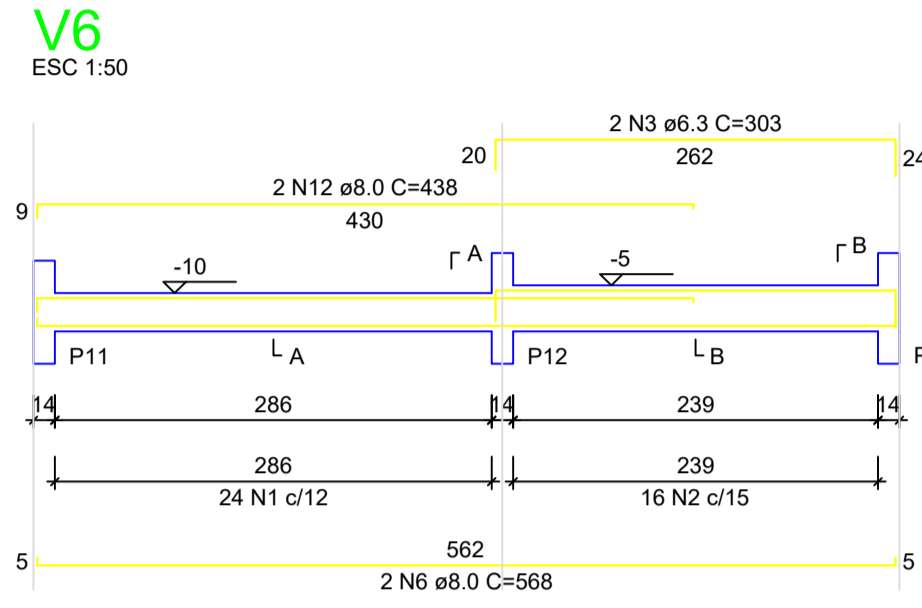 V6
ESC 1:50
2 N3 ø6.3 C=303
20
262
24
2 N12 ø8.0 C=438
9
430
A
B
-10
-5
P11
A
P12
B
14
286
14
239
14
286
239
24 N1 c/12
16 N2 c/15
5
562
5
2 N6 ø8.0 C=568